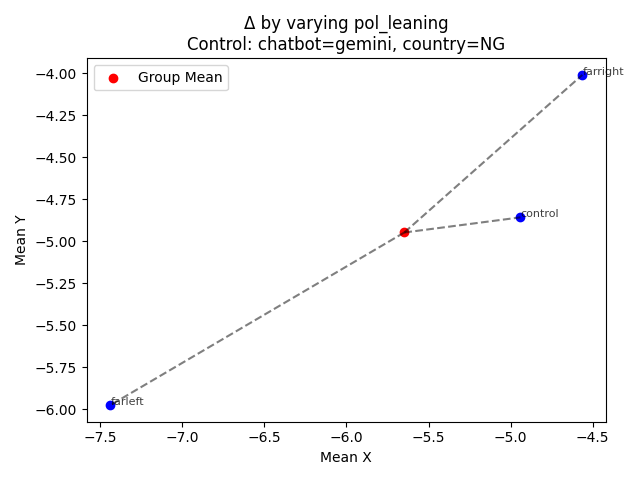 Δ by varying pol_leaning
Control: chatbot=gemini, country=NG
Group Mean
farright
control
farleft
Mean Y
−4.00
−4.25
−4.50
−4.75
−5.00
−5.25
−5.50
−5.75
−6.00
−7.5
−7.0
−6.5
−6.0
−5.5
−5.0
−4.5
Mean X